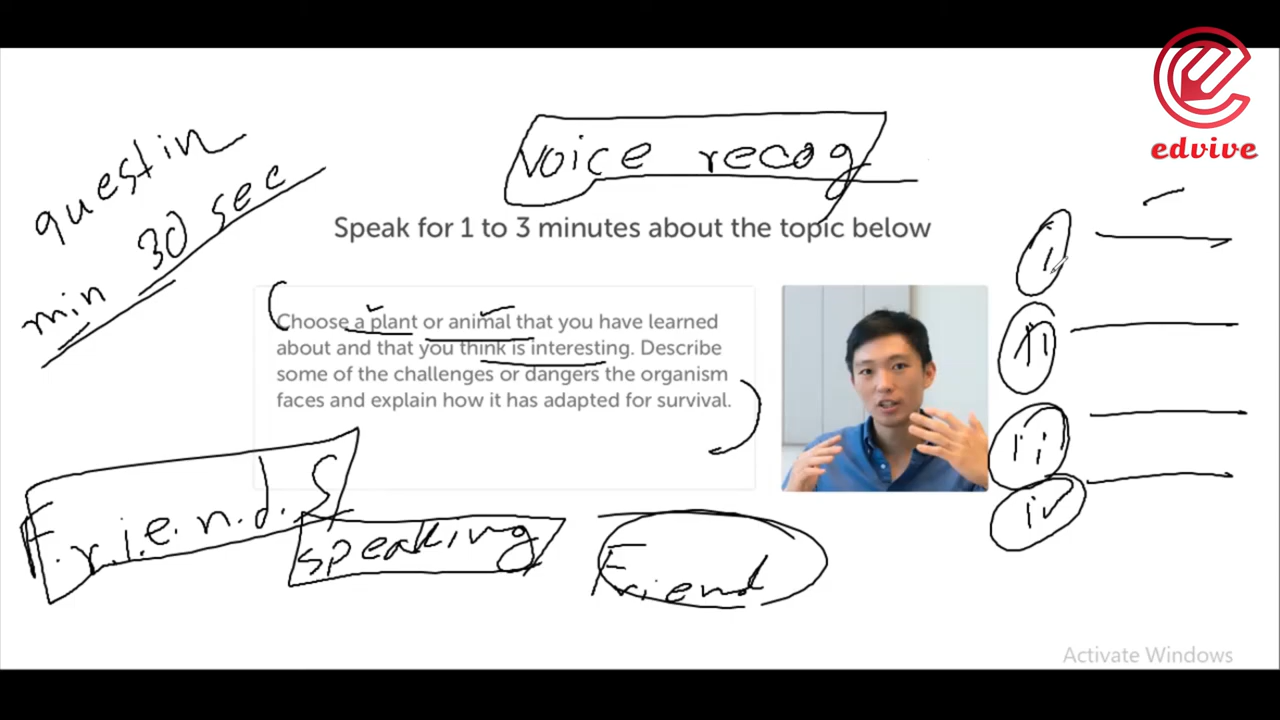 edvive
voice recog
questin
min 30 sec
Speak for 1 to 3 minutes about the topic below
Choose a plant or animal that you have learned
about and that you think is interesting. Describe
some of the challenges or dangers the organism
faces and explain how it has adapted for survival.
i
ii
iii
iv
F.r.i.e.n.d.S
speaking
Friend
Activate Windows